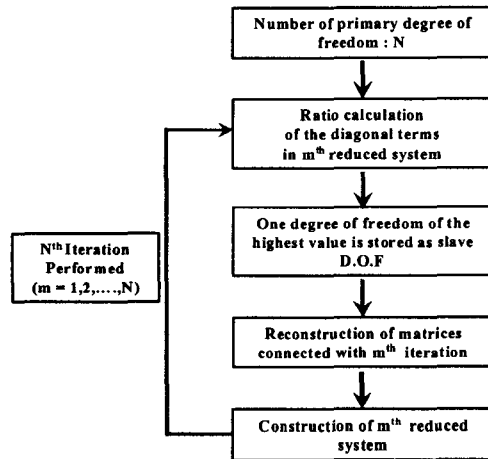 Number of primary degree of
freedom : N
Ratio calculation
of the diagonal terms
in mth reduced system
One degree of freedom of the
highest value is stored as slave
D.O.F
Nth Iteration
Performed
(m = 1,2,....,N)
Reconstruction of matrices
connected with mth iteration
Construction of mth reduced
system